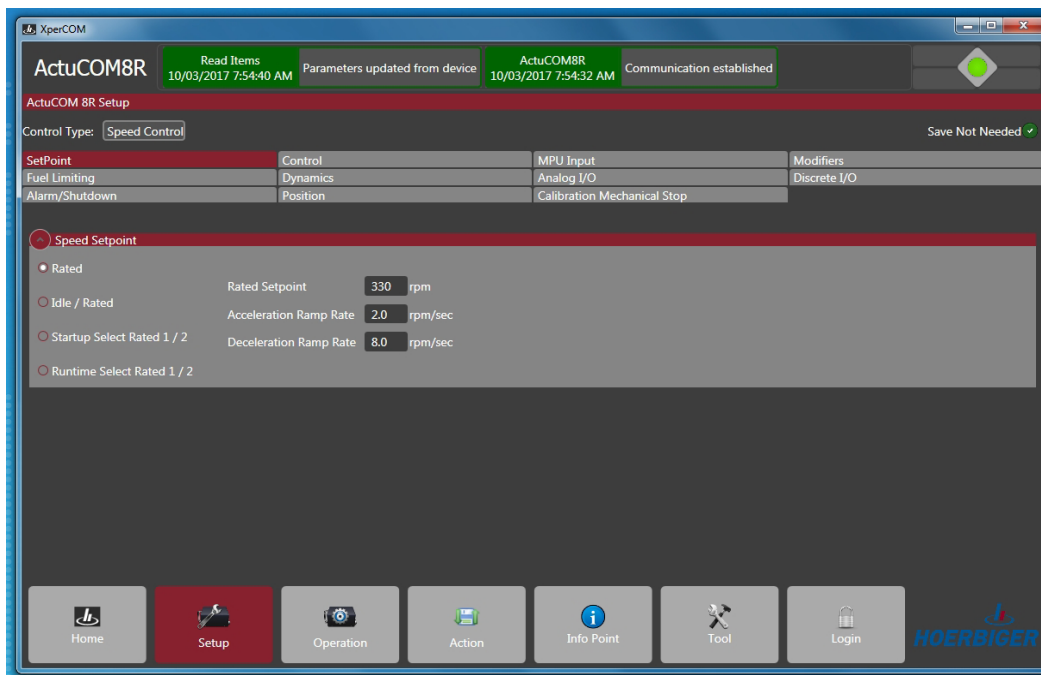 XperCOM
ActuCOM8R
Read Items
10/03/2017 7:54:40 AM
Parameters updated from device
ActuCOM8R
10/03/2017 7:54:32 AM
Communication established
ActuCOM 8R Setup
Control Type: Speed Control
Save Not Needed
SetPoint Control MPU Input Modifiers
Fuel Limiting Dynamics Analog I/O Discrete I/O
Alarm/Shutdown Position Calibration Mechanical Stop
Speed Setpoint
Rated
Rated Setpoint 330 rpm
Idle / Rated
Acceleration Ramp Rate 2.0 rpm/sec
Startup Select Rated 1 / 2
Deceleration Ramp Rate 8.0 rpm/sec
Runtime Select Rated 1 / 2
Home Setup Operation Action Info Point Tool Login
HOERBIGER